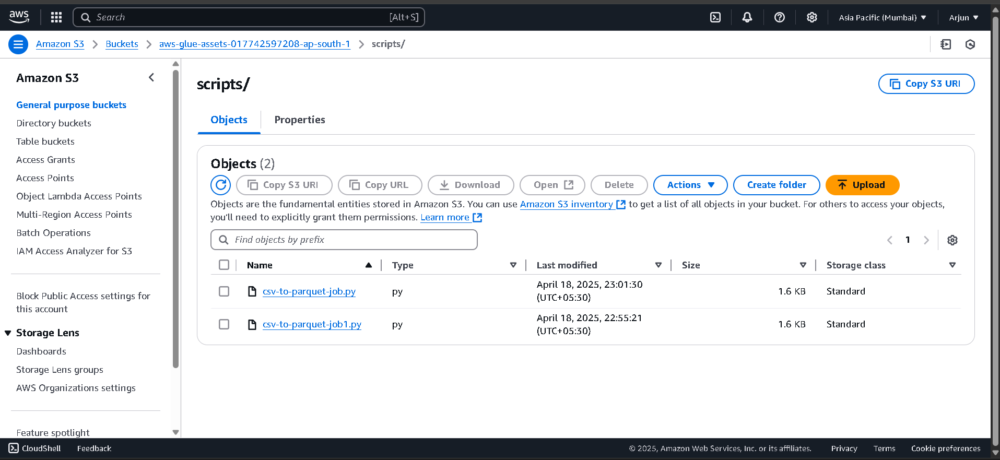 aws
Search [Alt+S]
Asia Pacific (Mumbai) ▼ Arjun ▼
Amazon S3 > Buckets > aws-glue-assets-017742597208-ap-south-1 > scripts/
Amazon S3
General purpose buckets
Directory buckets
Table buckets
Access Grants
Access Points
Object Lambda Access Points
Multi-Region Access Points
Batch Operations
IAM Access Analyzer for S3
Block Public Access settings for
this account
Storage Lens
Dashboards
Storage Lens groups
AWS Organizations settings
Feature spotlight
scripts/
Copy S3 URI
Objects Properties
Objects (2)
Copy S3 URI Copy URL Download Open Delete Actions ▼ Create folder Upload
Objects are the fundamental entities stored in Amazon S3. You can use Amazon S3 inventory to get a list of all objects in your bucket. For others to access your objects,
you'll need to explicitly grant them permissions. Learn more
Find objects by prefix
1
Name Type Last modified Size Storage class
csv-to-parquet-job.py py April 18, 2025, 23:01:30 (UTC+05:30) 1.6 KB Standard
csv-to-parquet-job1.py py April 18, 2025, 22:55:21 (UTC+05:30) 1.6 KB Standard
CloudShell Feedback © 2025, Amazon Web Services, Inc. or its affiliates. Privacy Terms Cookie preferences